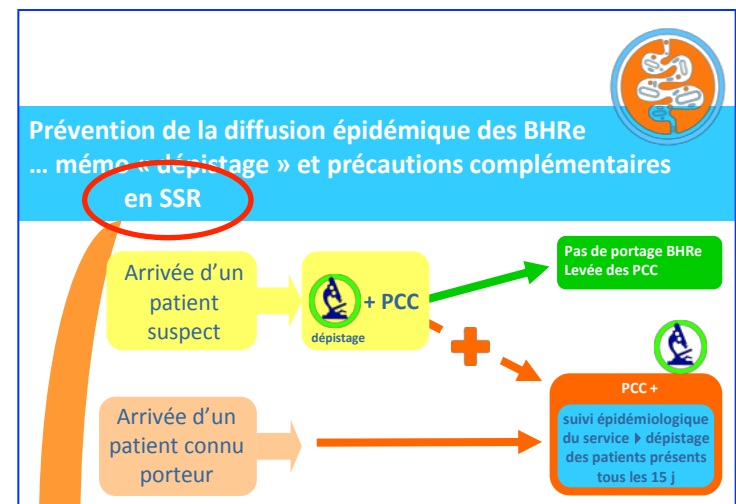 Prévention de la diffusion épidémique des BHRe
… mémo « dépistage » et précautions complémentaires
en SSR
Arrivée d’un
patient
suspect
+ PCC
dépistage
Pas de portage BHRe
Levée des PCC
Arrivée d’un
patient connu
porteur
PCC +
suivi épidémiologique
du service ▸ dépistage
des patients présents
tous les 15 j